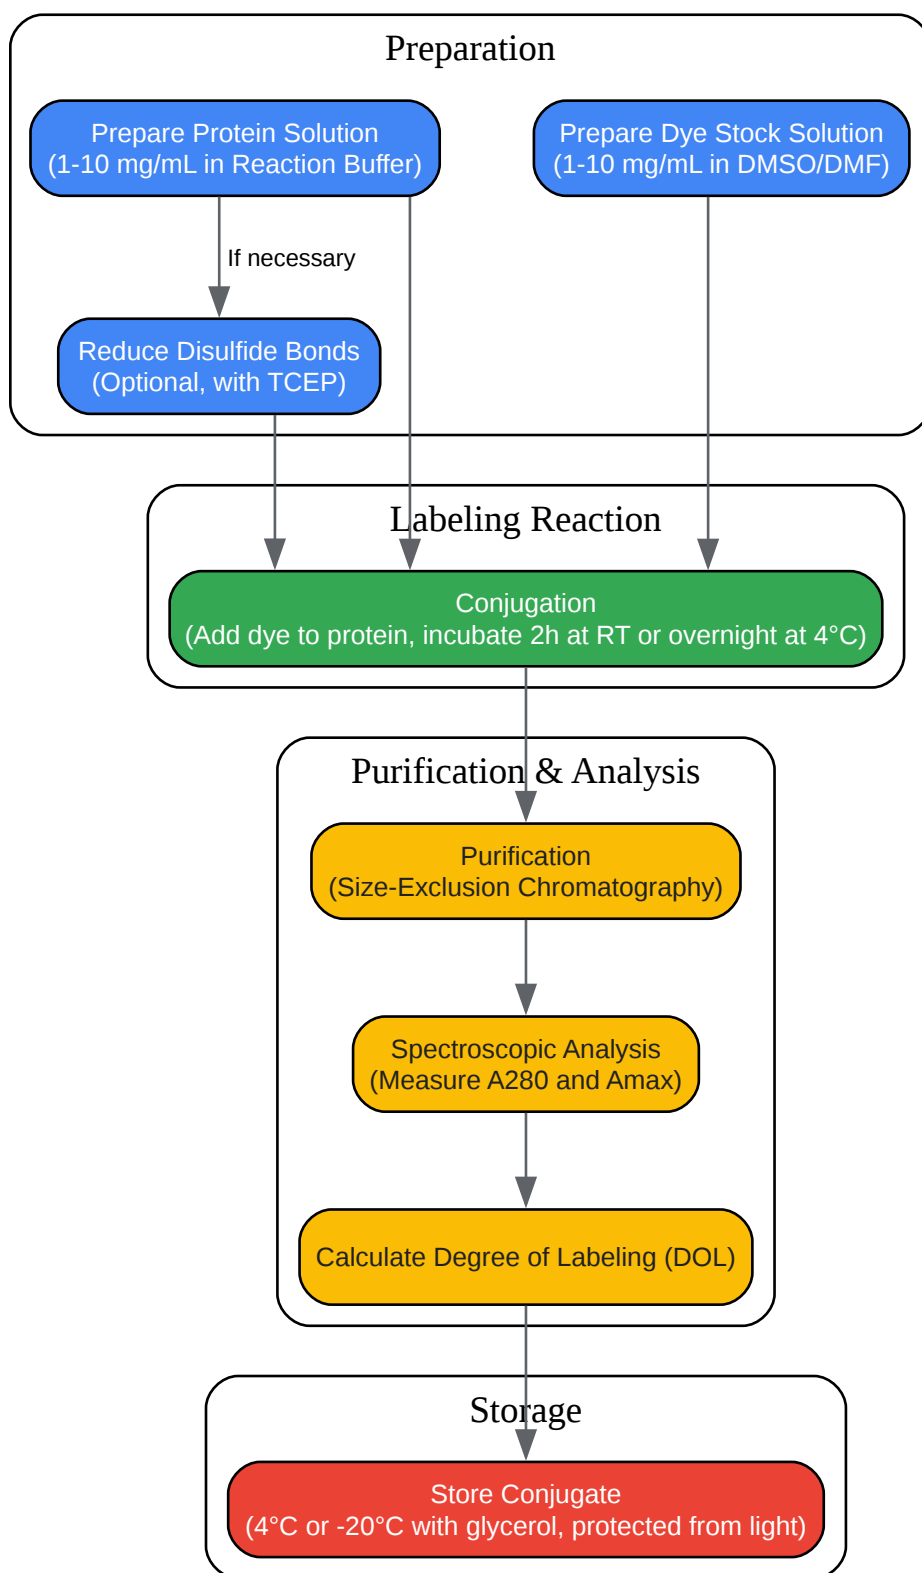 Preparation
Prepare Protein Solution
(1-10 mg/mL in Reaction Buffer)
Prepare Dye Stock Solution
(1-10 mg/mL in DMSO/DMF)
If necessary
Reduce Disulfide Bonds
(Optional, with TCEP)
Labeling Reaction
Conjugation
(Add dye to protein, incubate 2h at RT or overnight at 4°C)
Purification & Analysis
Purification
(Size-Exclusion Chromatography)
Spectroscopic Analysis
(Measure A280 and Amax)
Calculate Degree of Labeling (DOL)
Storage
Store Conjugate
(4°C or -20°C with glycerol, protected from light)